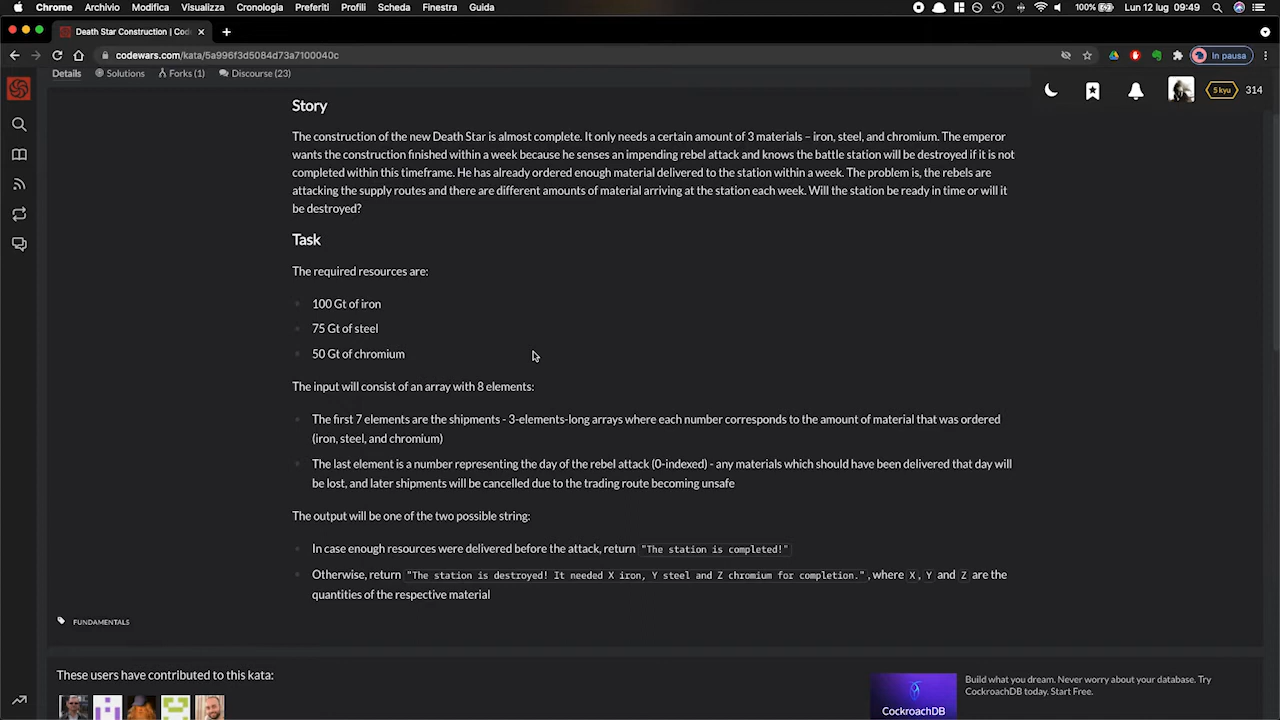 Chrome Archivio Modifica Visualizza Cronologia Preferiti Profili Scheda Finestra Guida 100% Lun 12 lug 09:49
Death Star Construction | Cod
codewars.com/kata/5a996f3d5084d73a7100040c In pausa
Details Solutions Forks (1) Discourse (23)
5 kyu 314
Story
The construction of the new Death Star is almost complete. It only needs a certain amount of 3 materials – iron, steel, and chromium. The emperor
wants the construction finished within a week because he senses an impending rebel attack and knows the battle station will be destroyed if it is not
completed within this timeframe. He has already ordered enough material delivered to the station within a week. The problem is, the rebels are
attacking the supply routes and there are different amounts of material arriving at the station each week. Will the station be ready in time or will it
be destroyed?
Task
The required resources are:
100 Gt of iron
75 Gt of steel
50 Gt of chromium
The input will consist of an array with 8 elements:
The first 7 elements are the shipments - 3-elements-long arrays where each number corresponds to the amount of material that was ordered
(iron, steel, and chromium)
The last element is a number representing the day of the rebel attack (0-indexed) - any materials which should have been delivered that day will
be lost, and later shipments will be cancelled due to the trading route becoming unsafe
The output will be one of the two possible string:
In case enough resources were delivered before the attack, return "The station is completed!"
Otherwise, return "The station is destroyed! It needed X iron, Y steel and Z chromium for completion.", where X, Y and Z are the
quantities of the respective material
FUNDAMENTALS
These users have contributed to this kata:
Build what you dream. Never worry about your database. Try
CockroachDB today. Start Free.
CockroachDB